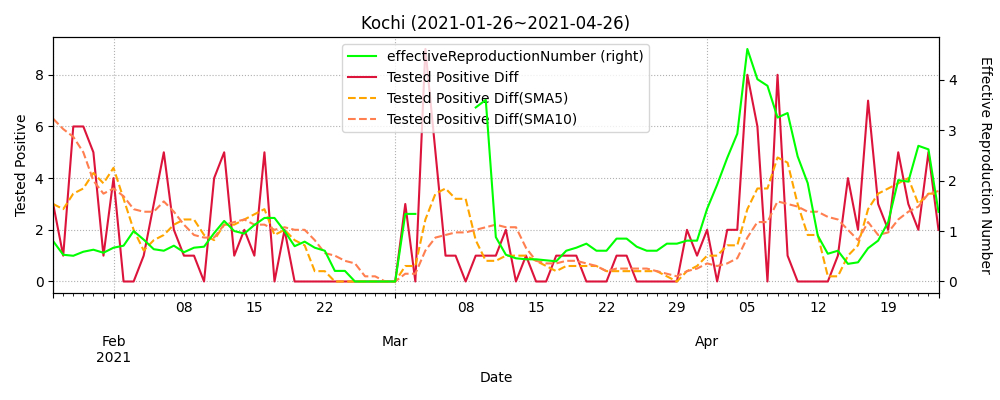 Kochi (2021-01-26~2021-04-26)
effectiveReproductionNumber (right)
Tested Positive Diff
Tested Positive Diff(SMA5)
Tested Positive Diff(SMA10)
Tested Positive
8
6
4
2
0
Effective Reproduction Number
4
3
2
1
0
08 15 22 08 15 22 29 05 12 19
Feb Mar Apr
2021
Date